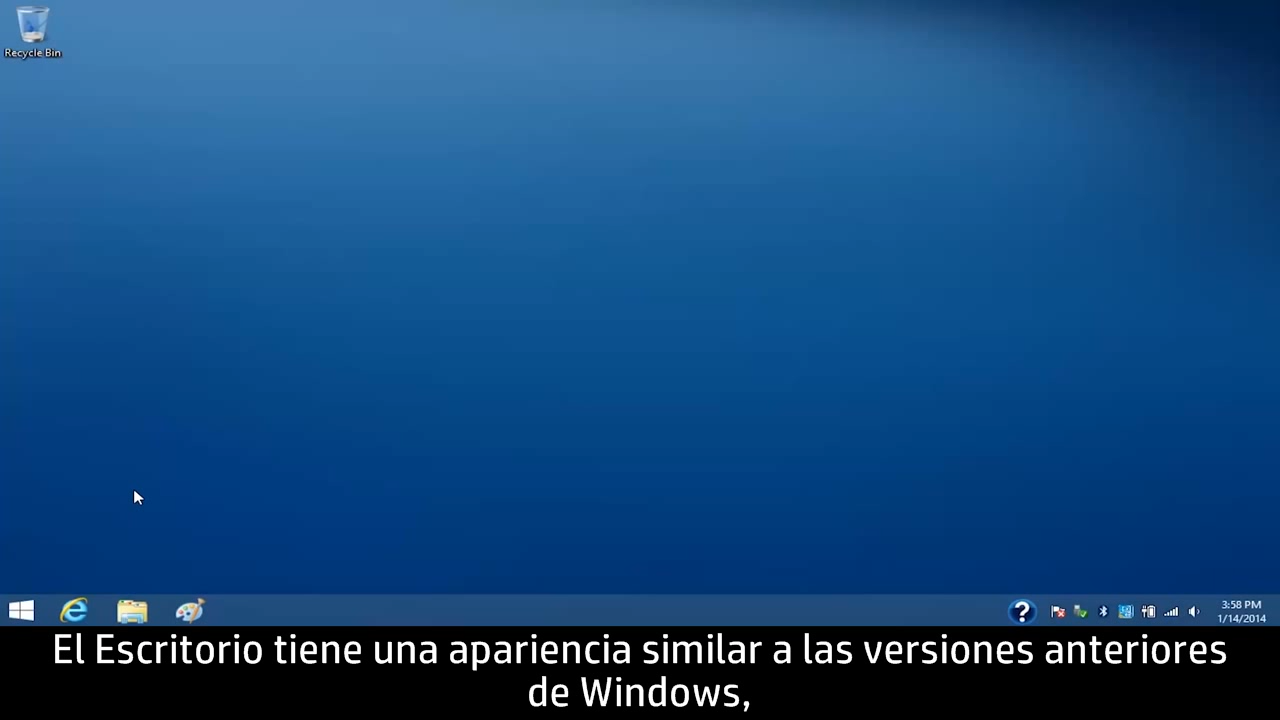 Recycle Bin
3:58 PM
1/14/2014
El Escritorio tiene una apariencia similar a las versiones anteriores
de Windows,